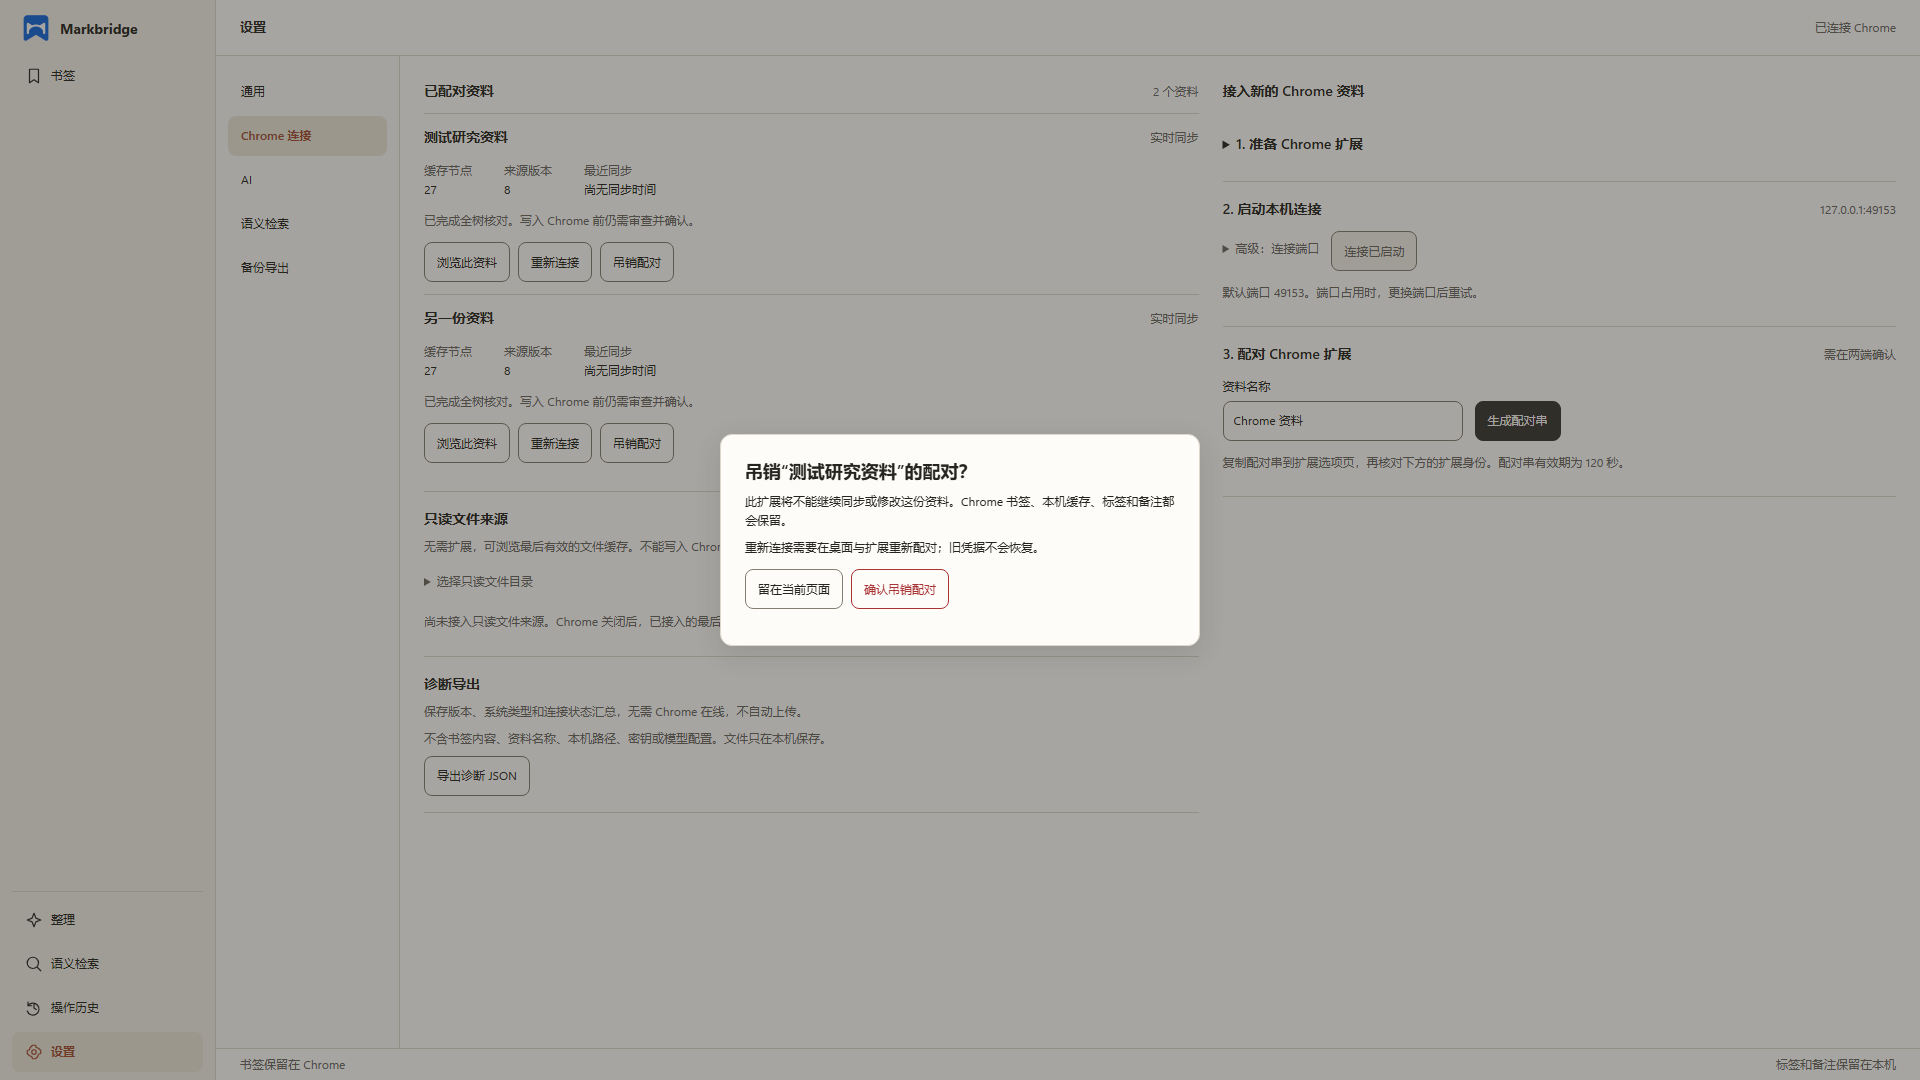 Markbridge
书签
整理
语义检索
操作历史
设置
设置
已连接 Chrome
通用
Chrome 连接
AI
语义检索
备份导出
已配对资料
2 个资料
测试研究资料
实时同步
缓存节点
来源版本
最近同步
27
8
尚无同步时间
已完成全树核对。写入 Chrome 前仍需审查并确认。
浏览此资料
重新连接
吊销配对
另一份资料
实时同步
缓存节点
来源版本
最近同步
27
8
尚无同步时间
已完成全树核对。写入 Chrome 前仍需审查并确认。
浏览此资料
重新连接
吊销配对
只读文件来源
无需扩展，可浏览最后有效的文件缓存。不能写入 Chro
选择只读文件目录
尚未接入只读文件来源。Chrome 关闭后，已接入的最后
诊断导出
保存版本、系统类型和连接状态汇总，无需 Chrome 在线，不自动上传。
不含书签内容、资料名称、本机路径、密钥或模型配置。文件只在本机保存。
导出诊断 JSON
接入新的 Chrome 资料
1. 准备 Chrome 扩展
2. 启动本机连接
127.0.0.1:49153
高级：连接端口
连接已启动
默认端口 49153。端口占用时，更换端口后重试。
3. 配对 Chrome 扩展
需在两端确认
资料名称
Chrome 资料
生成配对串
复制配对串到扩展选项页，再核对下方的扩展身份。配对串有效期为 120 秒。
吊销“测试研究资料”的配对？
此扩展将不能继续同步或修改这份资料。Chrome 书签、本机缓存、标签和备注都
会保留。
重新连接需要在桌面与扩展重新配对；旧凭据不会恢复。
留在当前页面
确认吊销配对
书签保留在 Chrome
标签和备注保留在本机